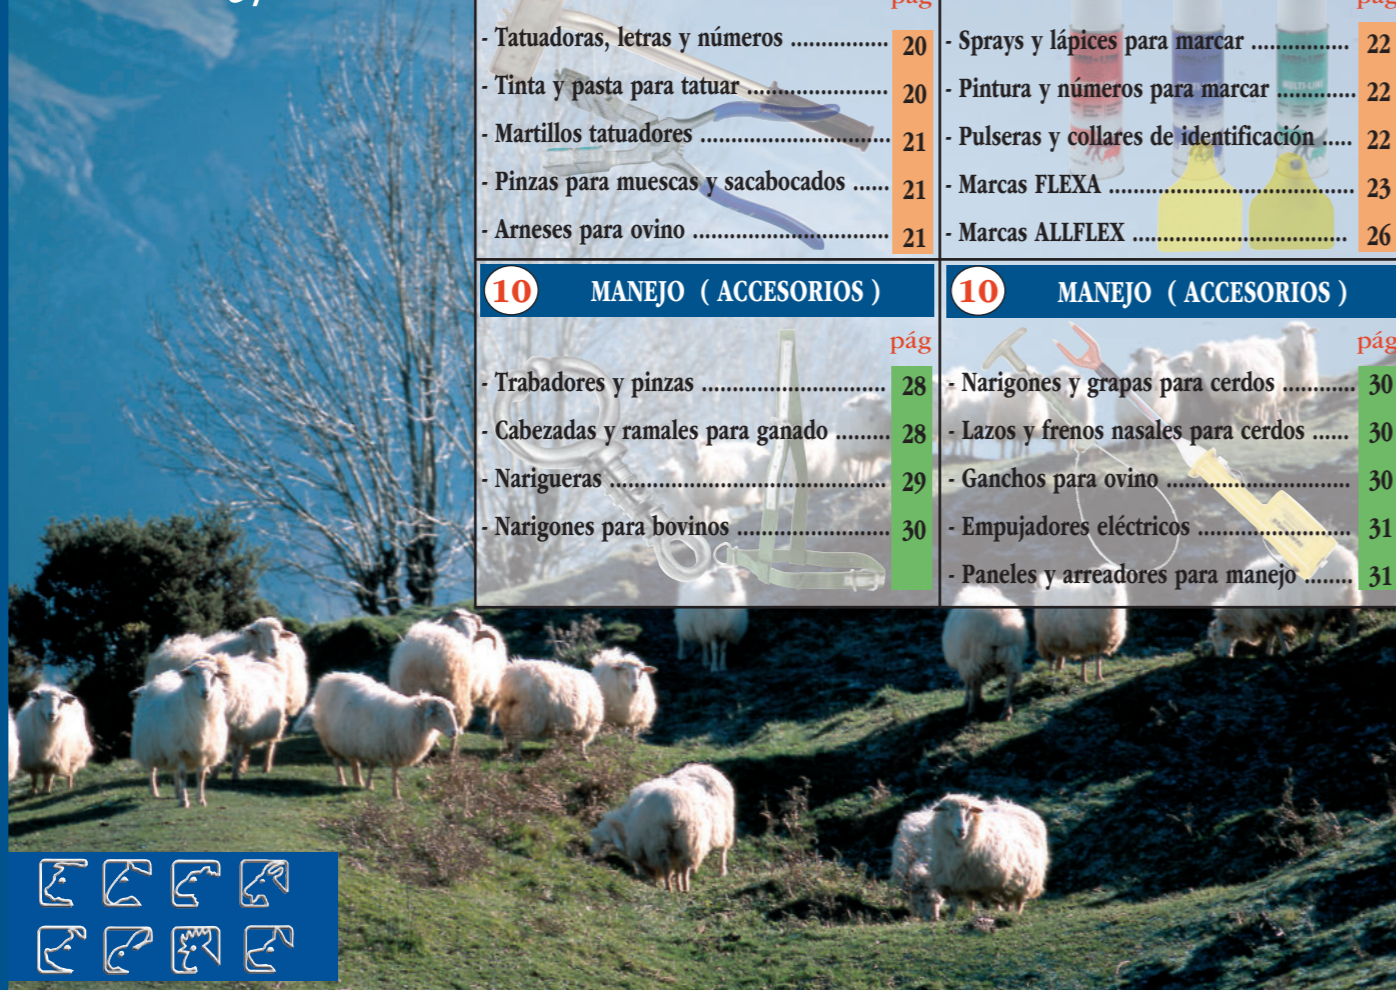 pág
- Tatuadoras, letras y números ................ 20
- Tinta y pasta para tatuar ....................... 20
- Martillos tatuadores ................................. 21
- Pinzas para muescas y sacabocados ...... 21
- Arneses para ovino ................................. 21
pág
- Sprays y lápices para marcar ................ 22
- Pintura y números para marcar ............. 22
- Pulseras y collares de identificación ..... 22
- Marcas FLEXA .............................................. 23
- Marcas ALLFLEX .................................... 26
10 MANEJO ( ACCESORIOS )
pág
- Trabadores y pinzas ............................... 28
- Cabezadas y ramales para ganado ......... 28
- Narigueras .............................................. 29
- Narigones para bovinos ......................... 30
10 MANEJO ( ACCESORIOS )
pág
- Narigones y grapas para cerdos ............ 30
- Lazos y frenos nasales para cerdos ...... 30
- Ganchos para ovino ............................... 30
- Empujadores eléctricos ......................... 31
- Paneles y arreadores para manejo ........ 31